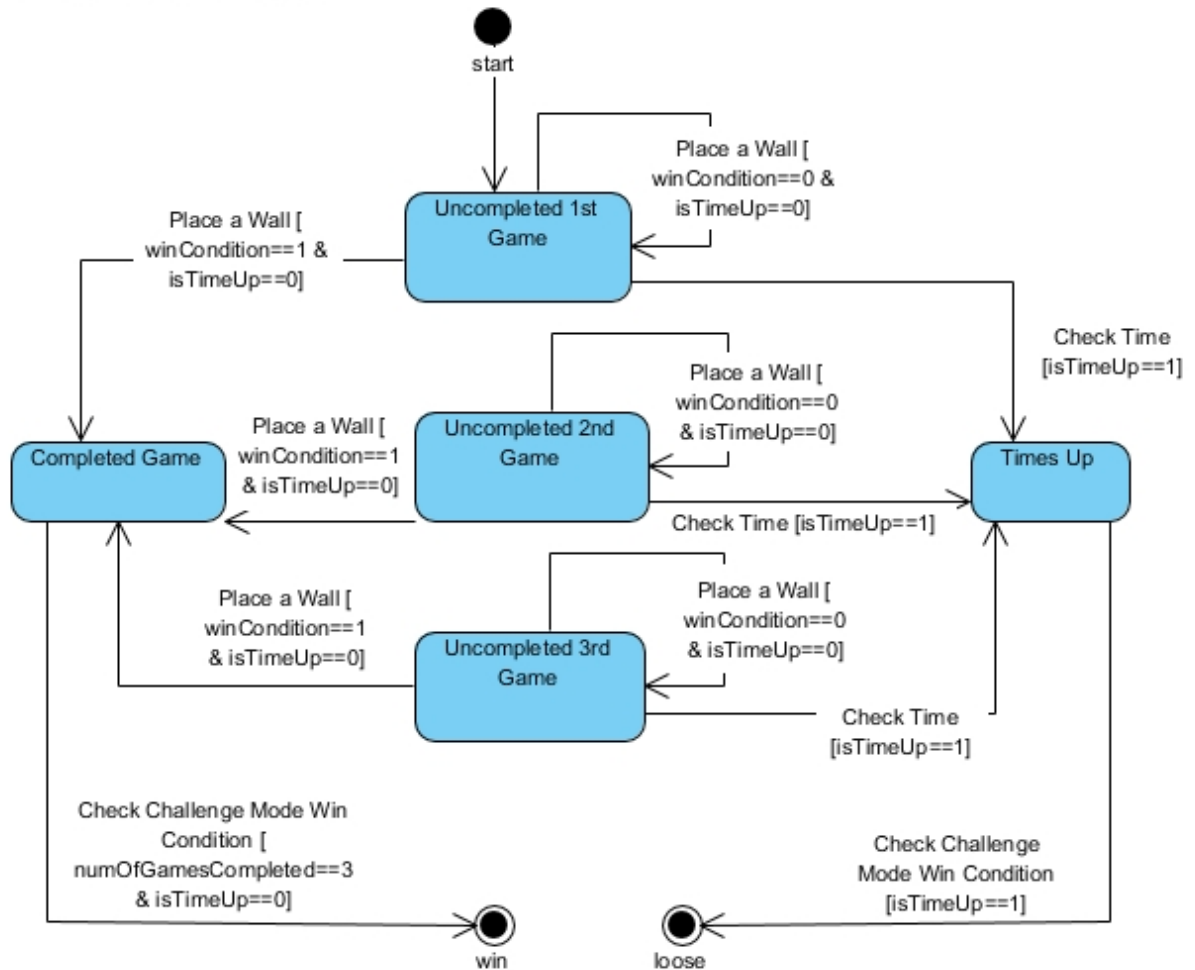 start
Place a Wall [
winCondition==0 &
isTimeUp==0]
Uncompleted 1st
Game
Place a Wall [
winCondition==1 &
isTimeUp==0]
Check Time
[isTimeUp==1]
Place a Wall [
winCondition==0
& isTimeUp==0]
Uncompleted 2nd
Game
Place a Wall [
winCondition==1
& isTimeUp==0]
Completed Game
Times Up
Check Time [isTimeUp==1]
Place a Wall [
winCondition==0
& isTimeUp==0]
Place a Wall [
winCondition==1
& isTimeUp==0]
Uncompleted 3rd
Game
Check Time
[isTimeUp==1]
Check Challenge Mode Win
Condition [
numOfGamesCompleted==3
& isTimeUp==0]
Check Challenge
Mode Win Condition
[isTimeUp==1]
win
loose